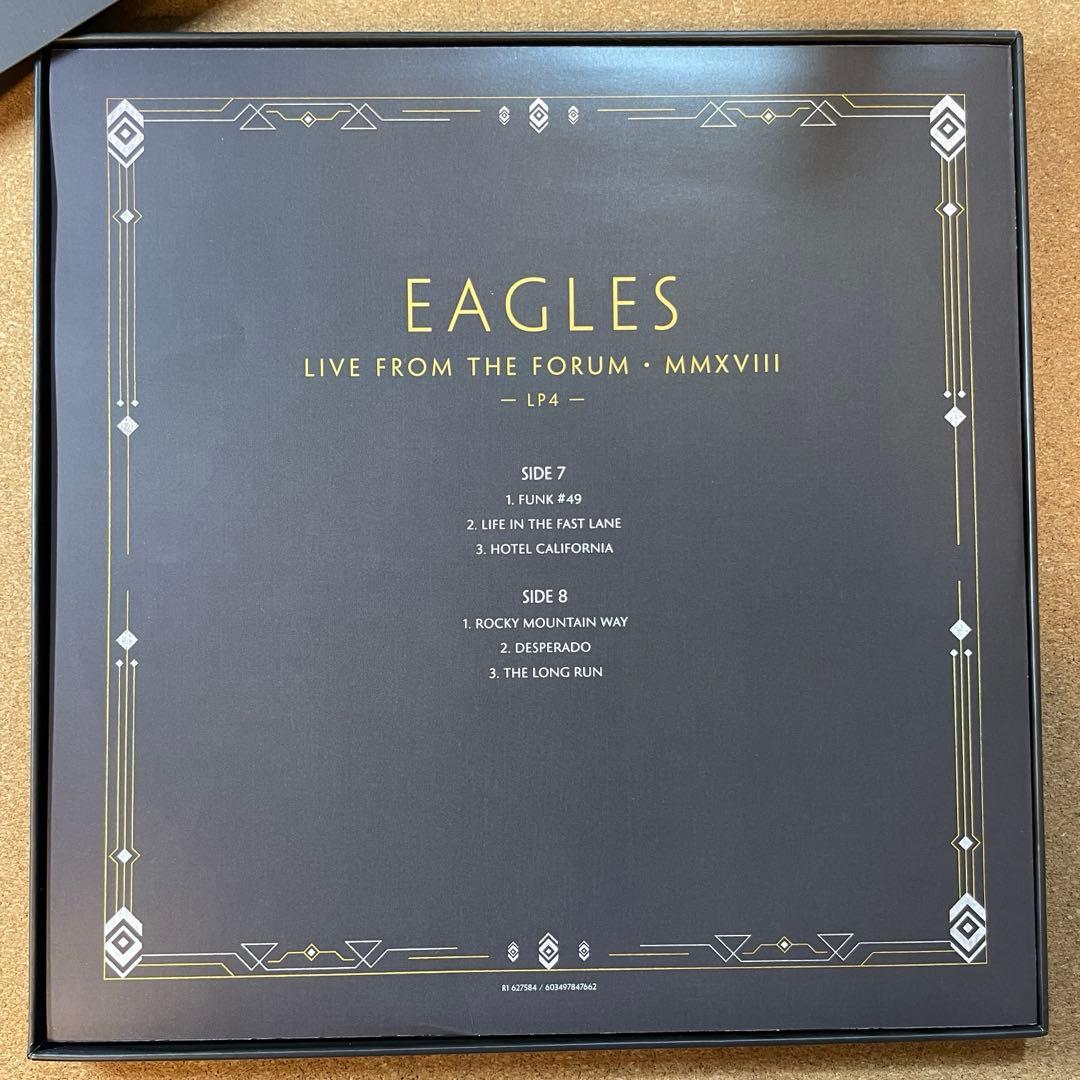 EAGLES
LIVE FROM THE FORUM • MMXVIII
— LP4 —
SIDE 7
1. FUNK #49
2. LIFE IN THE FAST LANE
3. HOTEL CALIFORNIA
SIDE 8
1. ROCKY MOUNTAIN WAY
2. DESPERADO
3. THE LONG RUN
R1 627584 / 603497847662